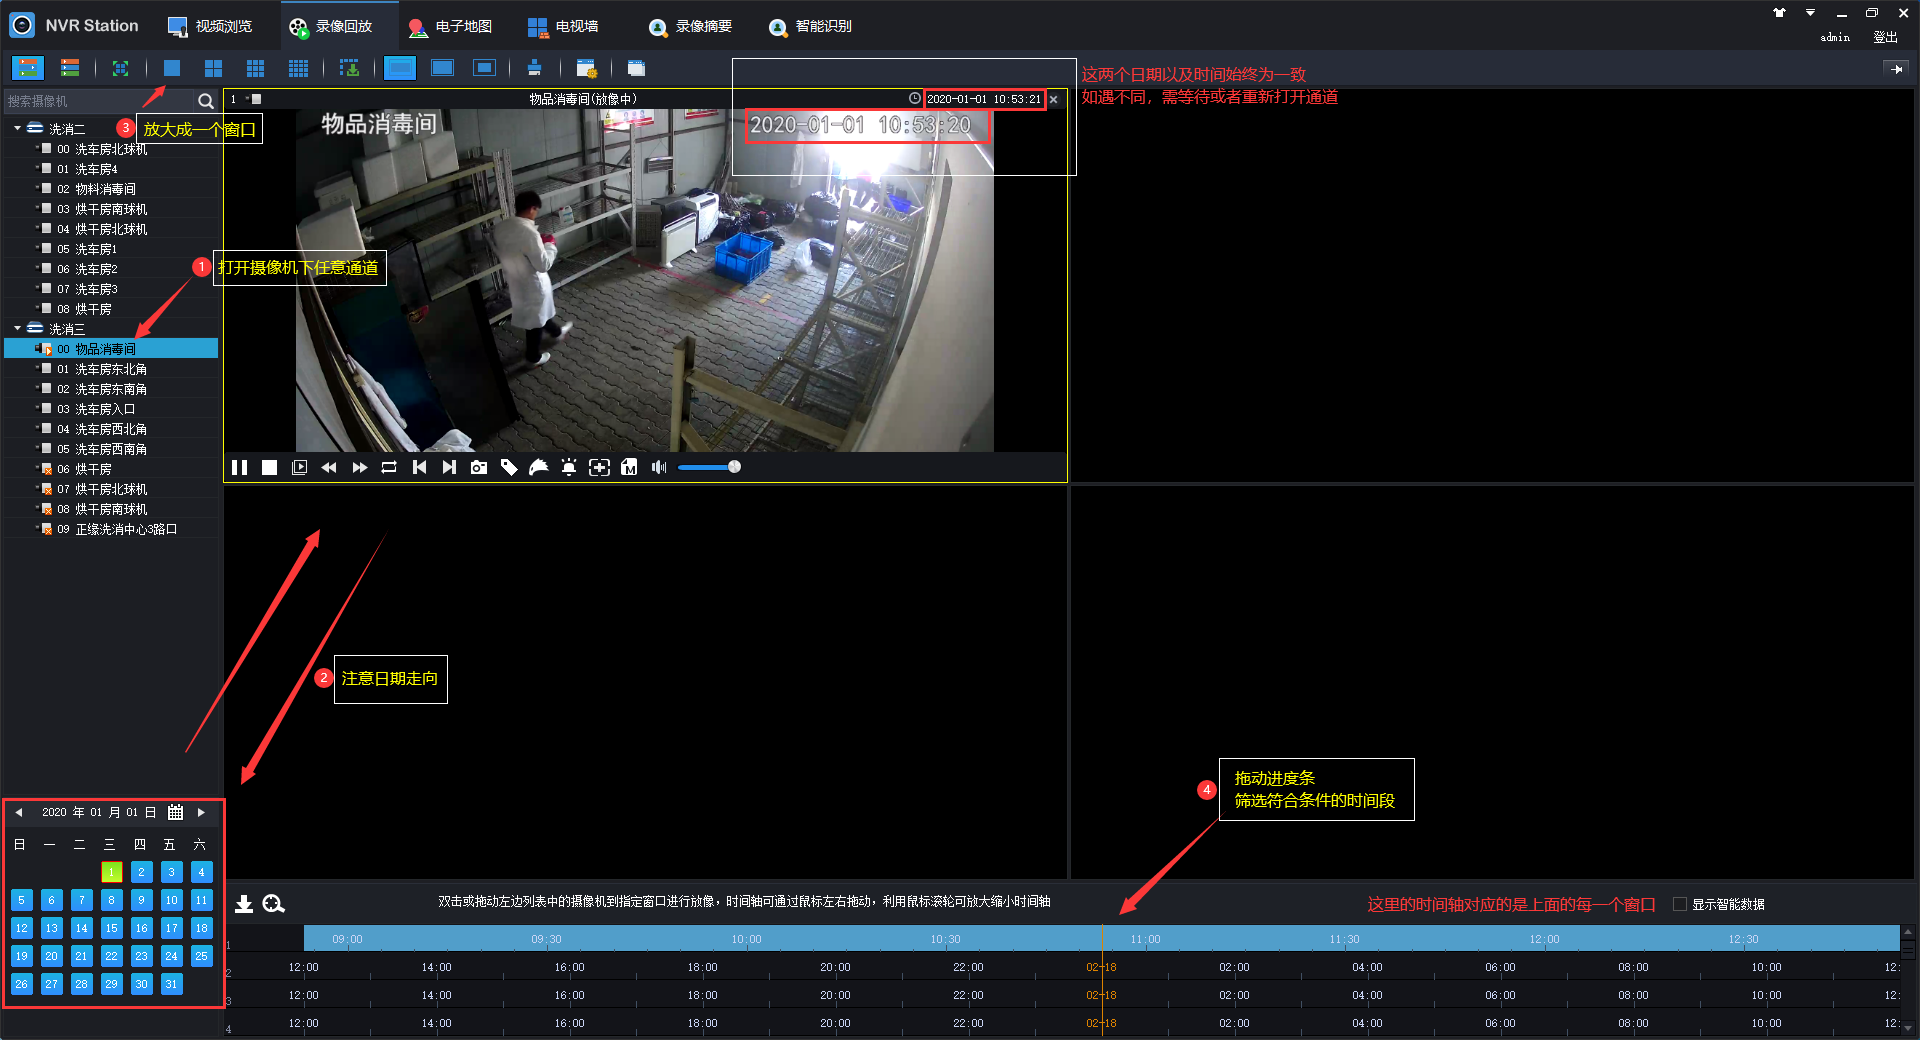 NVR Station
视频浏览
录像回放
电子地图
电视墙
录像摘要
智能识别
admin
登出
搜索摄像机
③ 放大成一个窗口
洗消二
00 洗车房北球机
01 洗车房4
02 物料消毒间
03 烘干房南球机
04 烘干房北球机
05 洗车房1
06 洗车房2
07 洗车房3
08 烘干房
洗消三
00 物品消毒间
01 洗车房东北角
02 洗车房东南角
03 洗车房入口
04 洗车房西北角
05 洗车房西南角
06 烘干房
07 烘干房北球机
08 烘干房南球机
09 正缘洗消中心3路口
① 打开摄像机下任意通道
1
物品消毒间(放像中)
2020-01-01 10:53:21
物品消毒间
2020-01-01 10:53:20
这两个日期以及时间始终为一致
如遇不同，需等待或者重新打开通道
② 注意日期走向
④ 拖动进度条
筛选符合条件的时间段
2020 年 01 月 01 日
日 一 二 三 四 五 六
1 2 3 4
5 6 7 8 9 10 11
12 13 14 15 16 17 18
19 20 21 22 23 24 25
26 27 28 29 30 31
双击或拖动左边列表中的摄像机到指定窗口进行放像，时间轴可通过鼠标左右拖动，利用鼠标滚轮可放大缩小时间轴
这里的时间轴对应的是上面的每一个窗口
显示智能数据
1 09:00 09:30 10:00 10:30 11:00 11:30 12:00 12:30
2 12:00 14:00 16:00 18:00 20:00 22:00 02-18 02:00 04:00 06:00 08:00 10:00 12:
3 12:00 14:00 16:00 18:00 20:00 22:00 02-18 02:00 04:00 06:00 08:00 10:00 12:
4 12:00 14:00 16:00 18:00 20:00 22:00 02-18 02:00 04:00 06:00 08:00 10:00 12: